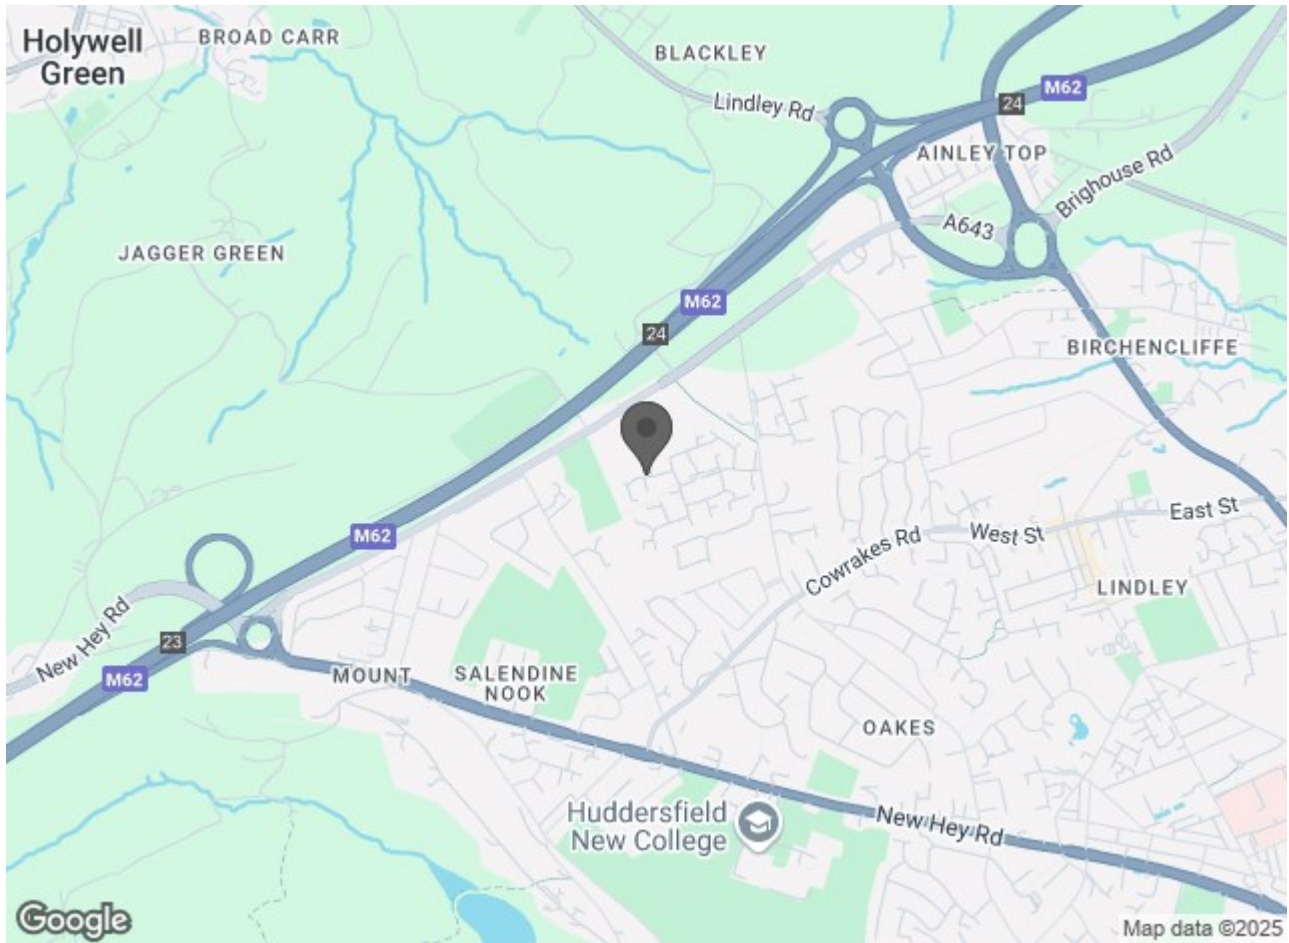 Holywell
Green
BROAD CARR
BLACKLEY
Lindley Rd
M62
24
AINLEY TOP
Brighouse Rd
A643
JAGGER GREEN
M62
24
BIRCHENCLIFFE
M62
East St
West St
Cowrakes Rd
LINDLEY
New Hey Rd
23
M62
MOUNT
SALENDINE
NOOK
OAKES
Huddersfield
New College
New Hey Rd
Google
Map data ©2025